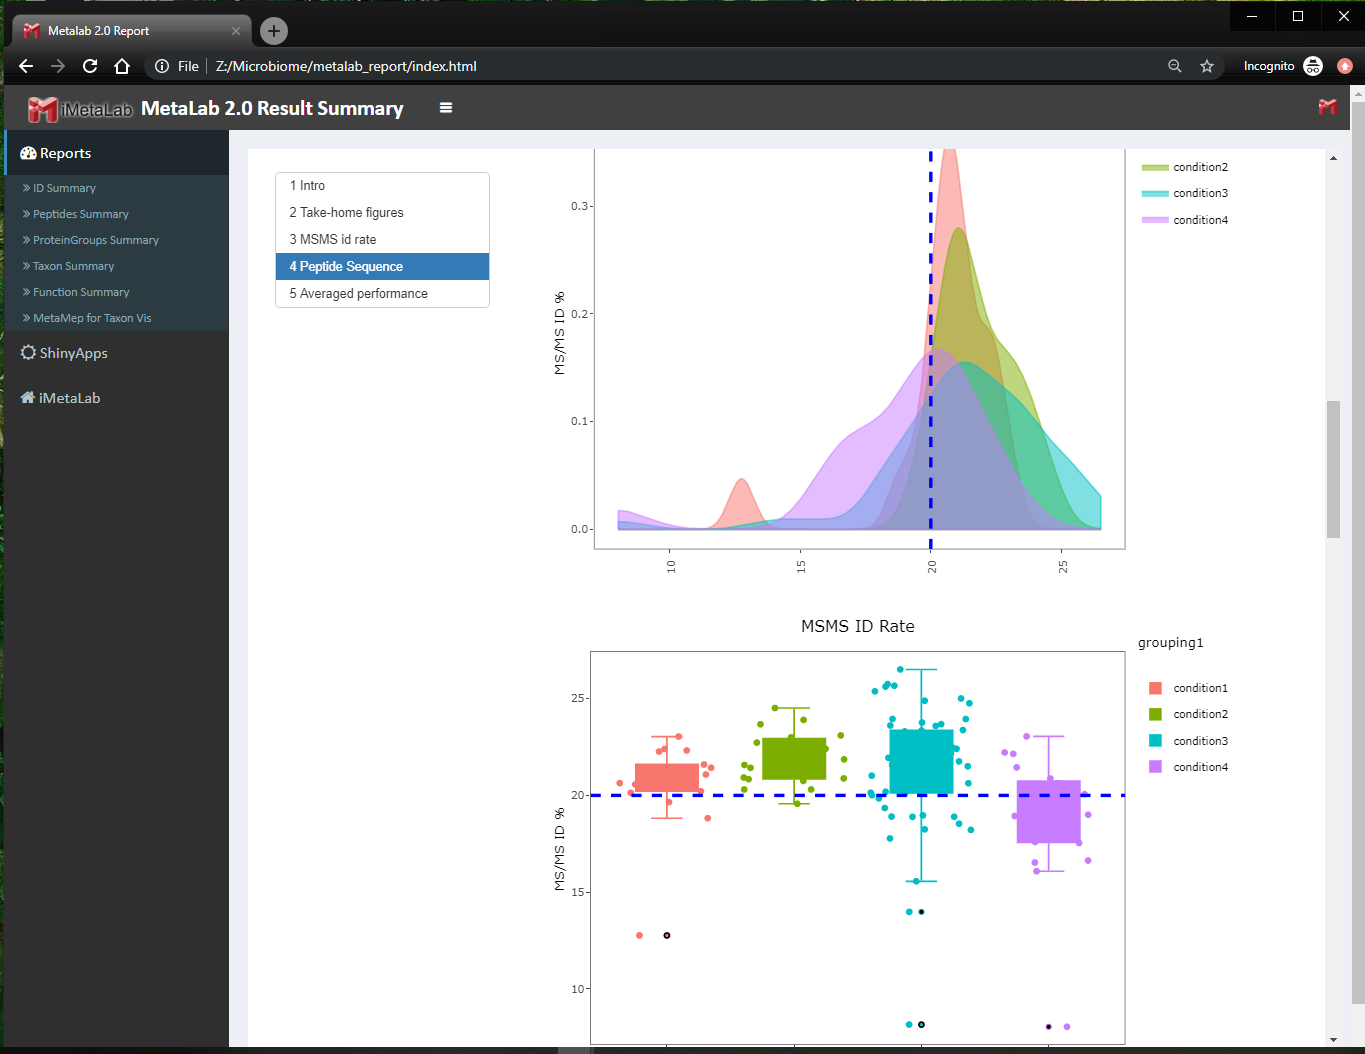 Metalab 2.0 Report
File
Z:/Microbiome/metalab_report/index.html
Incognito
iMetaLab
MetaLab 2.0 Result Summary
Reports
» ID Summary
» Peptides Summary
» ProteinGroups Summary
» Taxon Summary
» Function Summary
» MetaMep for Taxon Vis
ShinyApps
iMetaLab
1 Intro
2 Take-home figures
3 MSMS id rate
4 Peptide Sequence
5 Averaged performance
condition2
condition3
condition4
MS/MS ID %
0.3
0.2
0.1
0.0
10
15
20
25
MSMS ID Rate
grouping1
condition1
condition2
condition3
condition4
MS/MS ID %
25
20
15
10